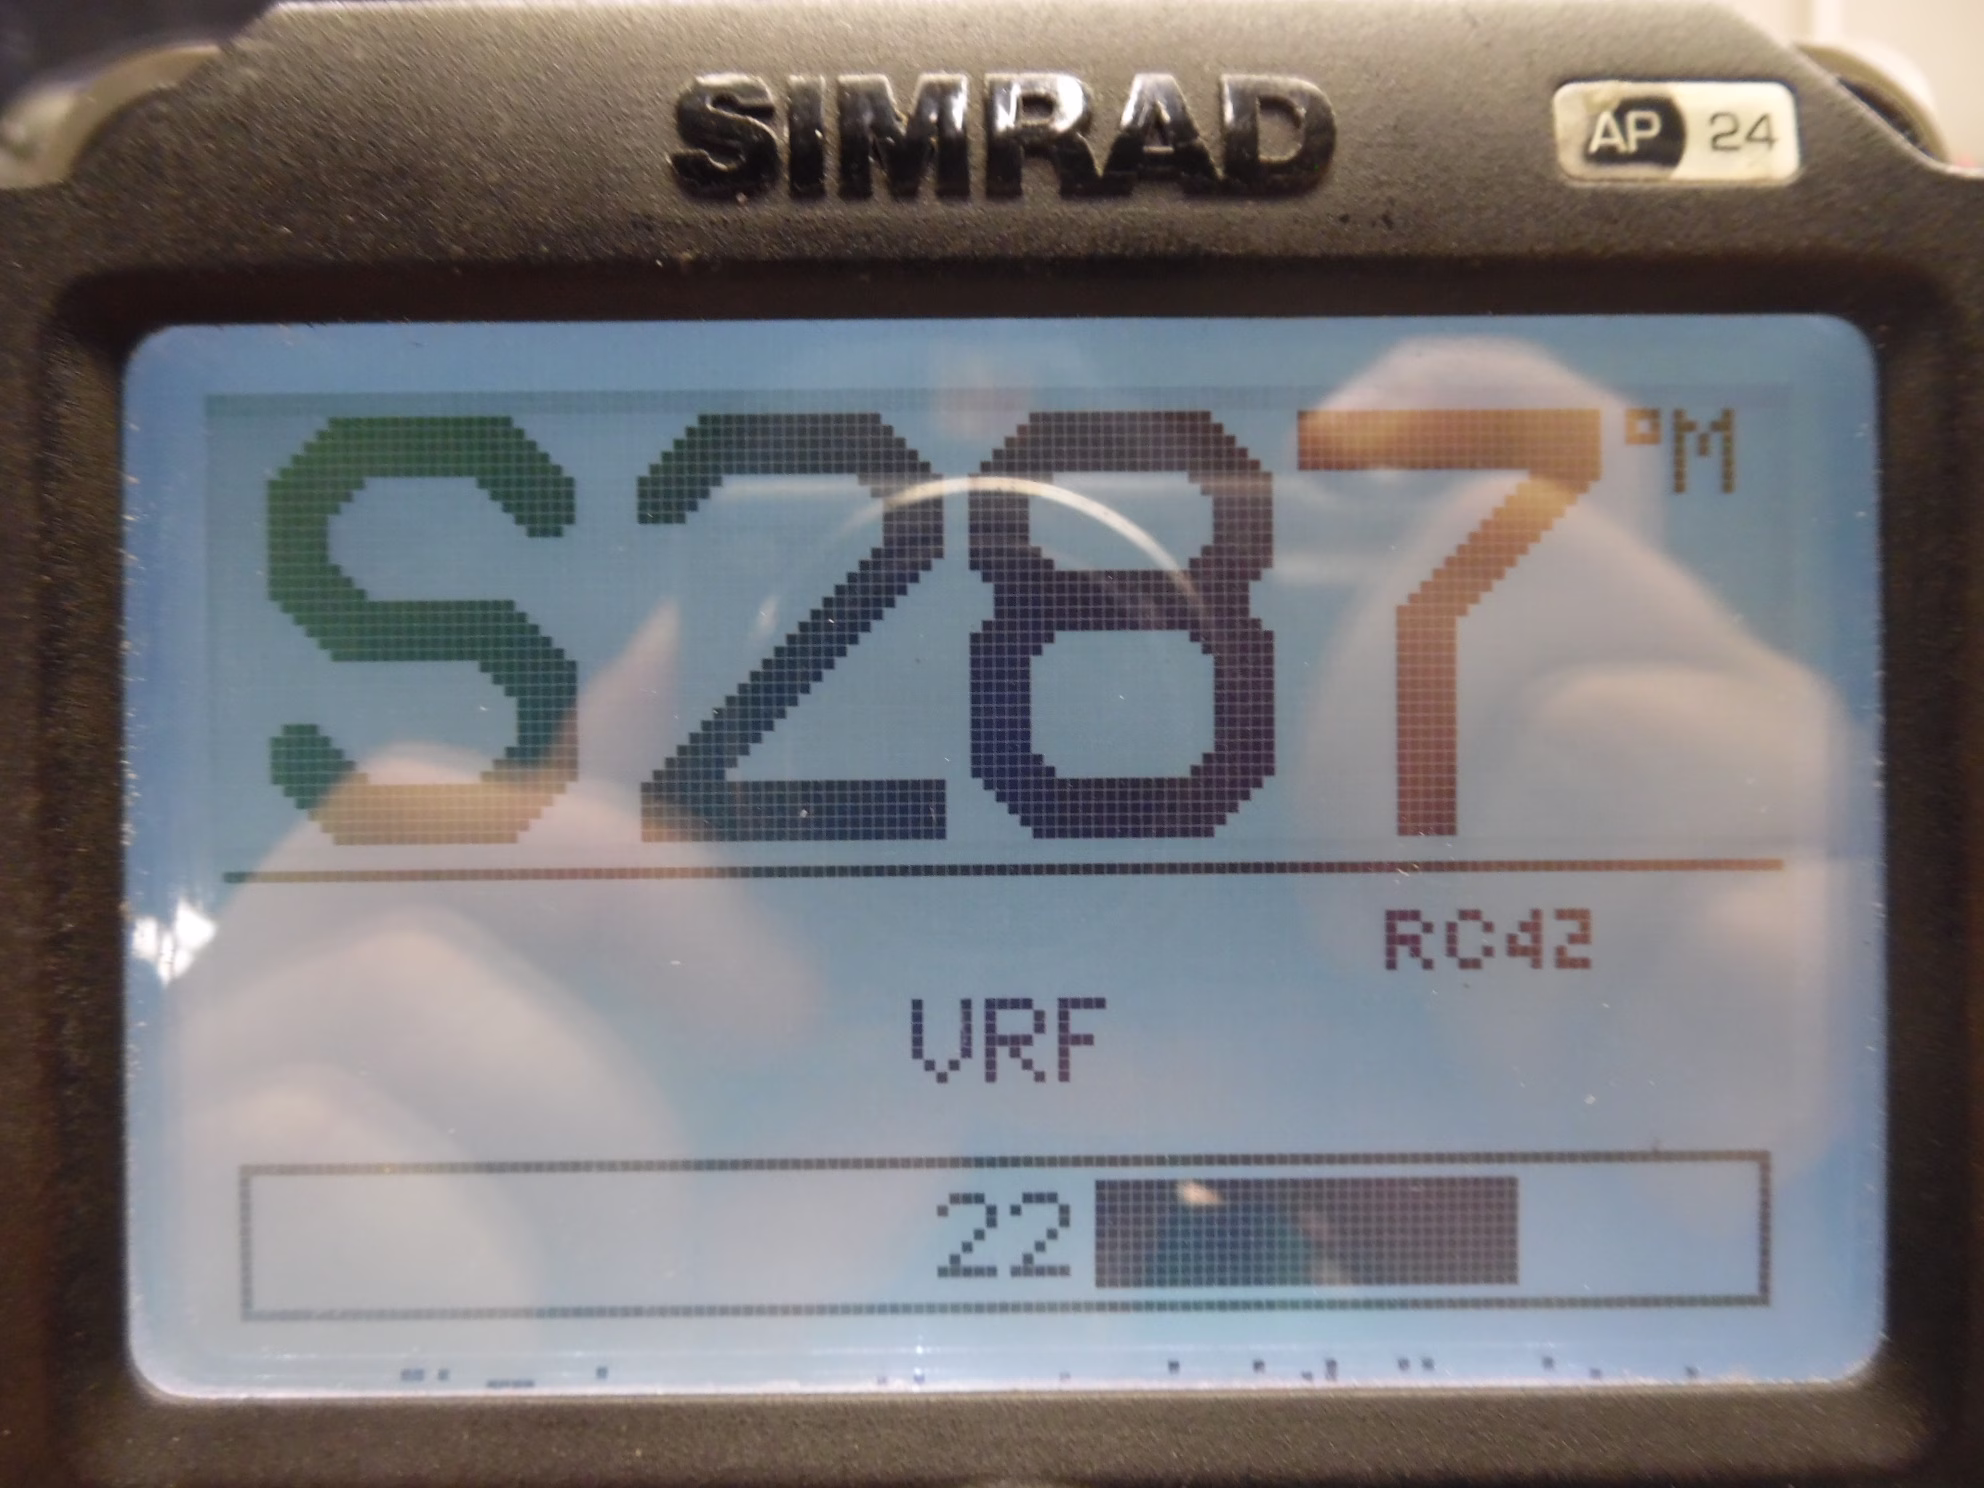 SIMRAD
AP 24
S287°M
RC42
VRF
22